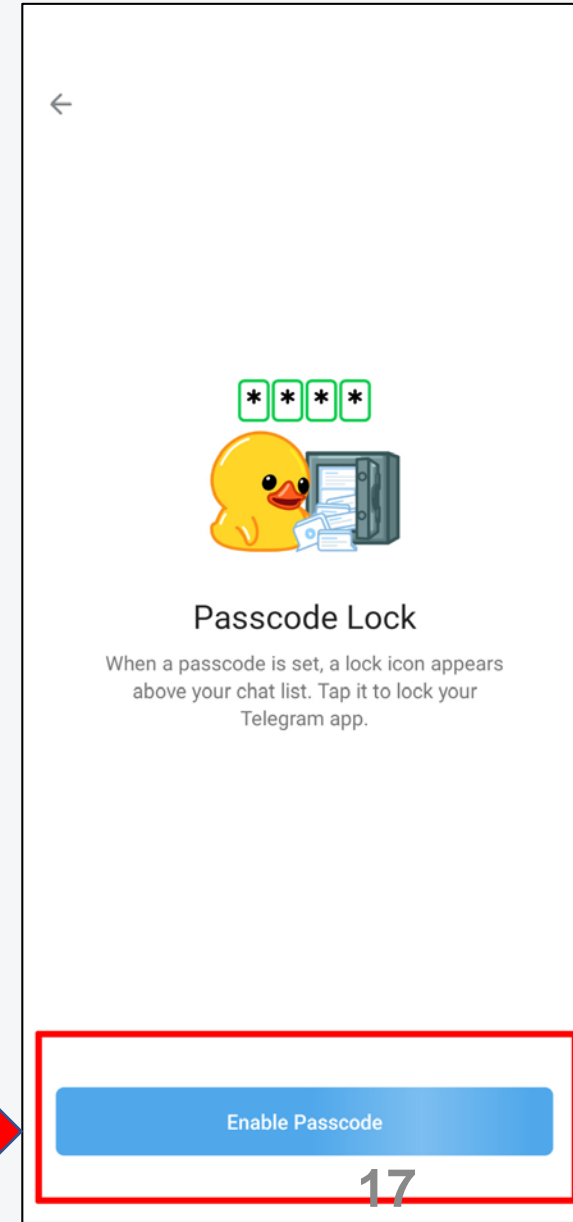 ****
Passcode Lock
When a passcode is set, a lock icon appears
above your chat list. Tap it to lock your
Telegram app.
Enable Passcode
17